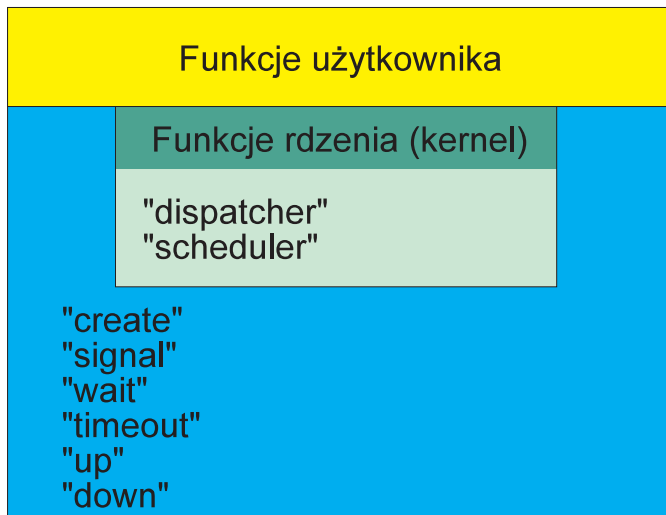 Funkcje użytkownika
Funkcje rdzenia (kernel)
"dispatcher"
"scheduler"
"create"
"signal"
"wait"
"timeout"
"up"
"down"